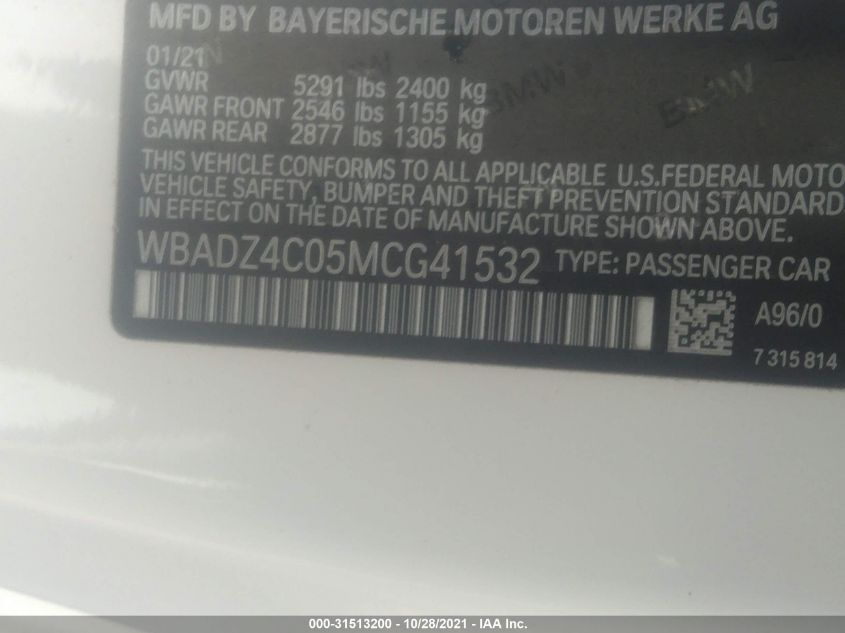 MFD BY BAYERISCHE MOTOREN WERKE AG
01/21
GVWR 5291 lbs 2400 kg
GAWR FRONT 2546 lbs 1155 kg
GAWR REAR 2877 lbs 1305 kg
BMW
BMW
THIS VEHICLE CONFORMS TO ALL APPLICABLE U.S.FEDERAL MOTO
VEHICLE SAFETY, BUMPER AND THEFT PREVENTION STANDARD
IN EFFECT ON THE DATE OF MANUFACTURE SHOWN ABOVE.
WBADZ4C05MCG41532 TYPE: PASSENGER CAR
A96/0
7 315 814
000-31513200 - 10/28/2021 - IAA Inc.